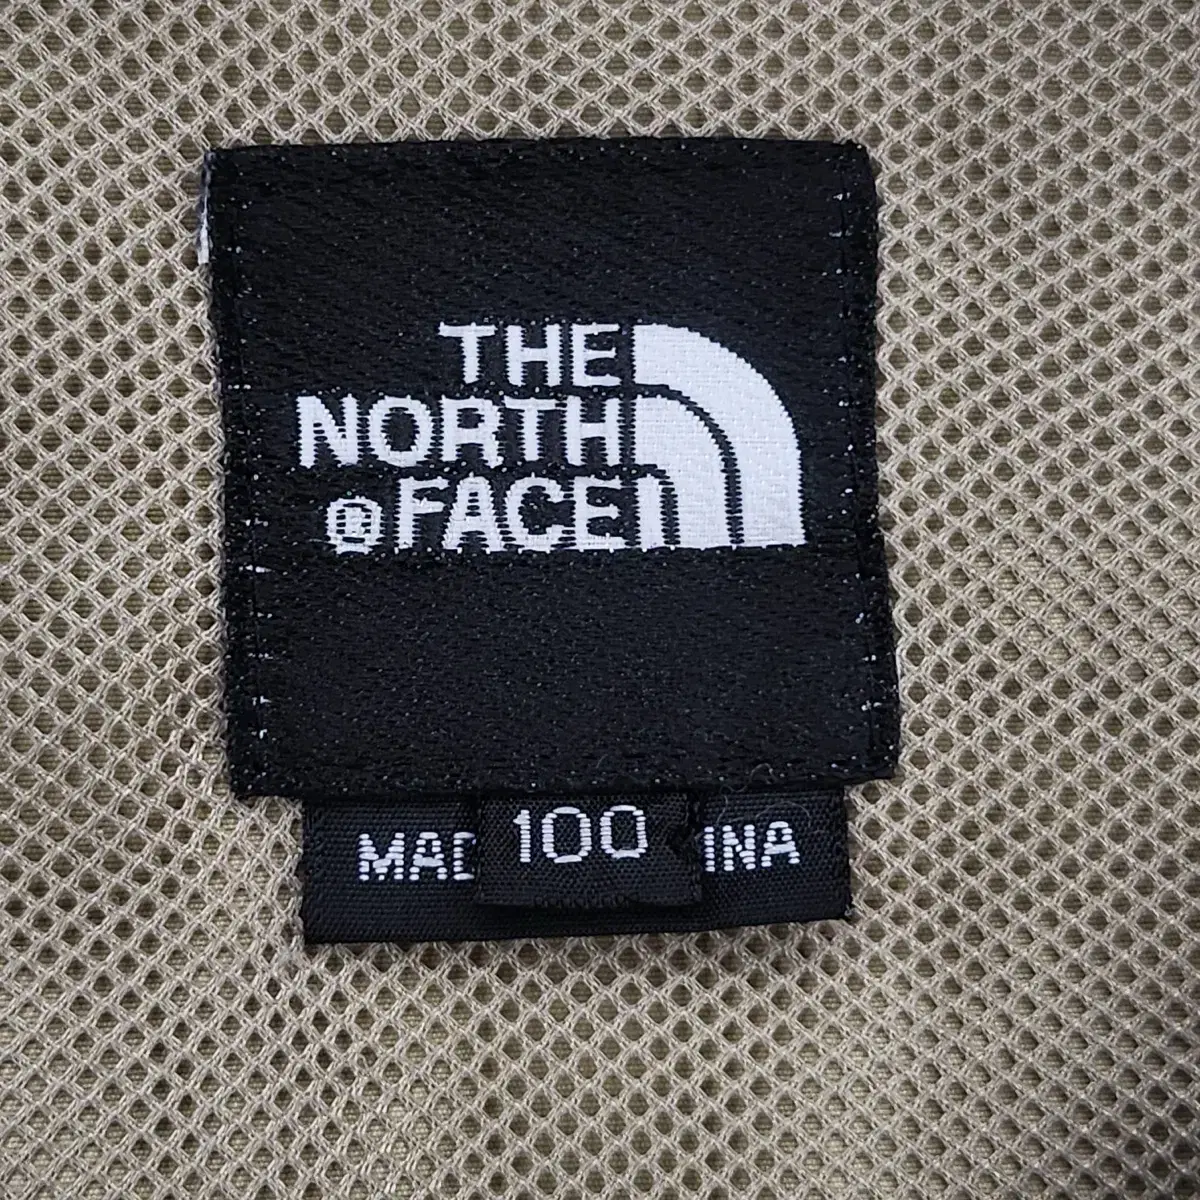 THE
NORTH
®FACE
MAD 100 INA